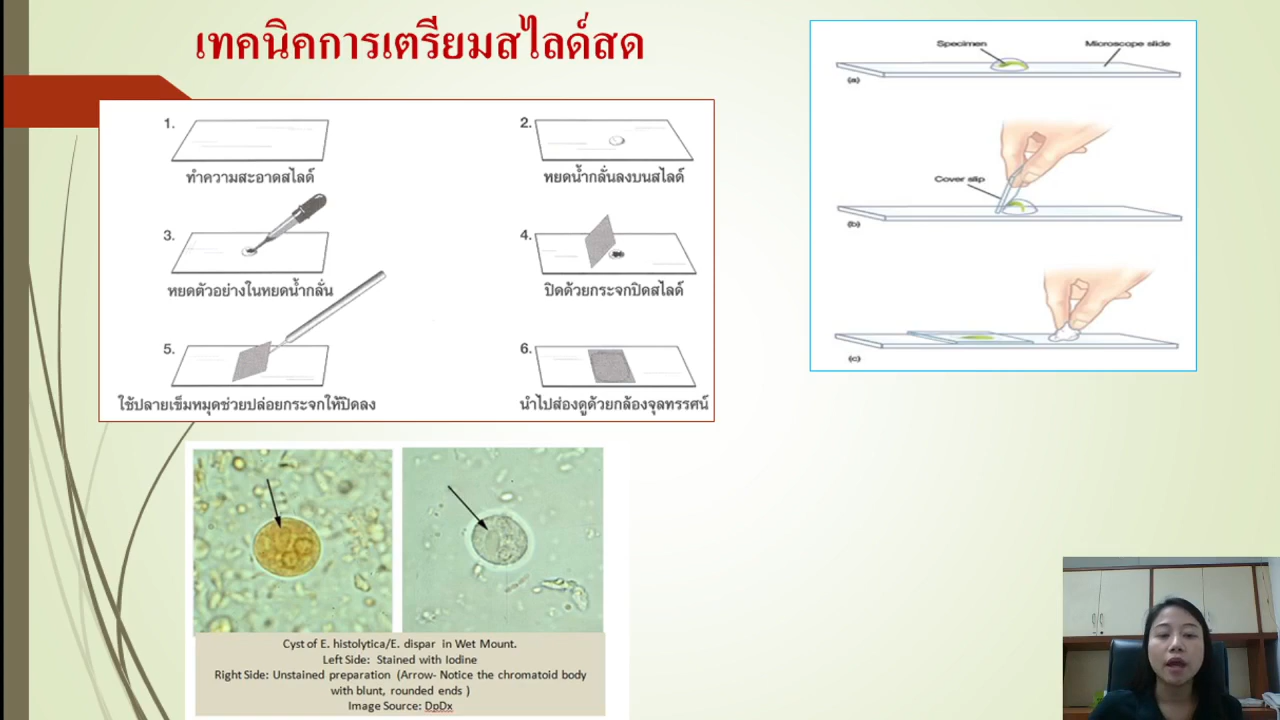 เทคนิคการเตรียมสไลด์สด
1.
ทำความสะอาดสไลด์
2.
หยดน้ำกลั่นลงบนสไลด์
3.
หยดตัวอย่างในหยดน้ำกลั่น
4.
ปิดด้วยกระจกปิดสไลด์
5.
ใช้ปลายเข็มหมุดช่วยปล่อยกระจกให้ปิดลง
6.
นำไปส่องดูด้วยกล้องจุลทรรศน์
Specimen
Microscope slide
(a)
Cover slip
(b)
(c)
Cyst of E. histolytica/E. dispar in Wet Mount.
Left Side: Stained with Iodine
Right Side: Unstained preparation (Arrow- Notice the chromatoid body
with blunt, rounded ends )
Image Source: DpDx